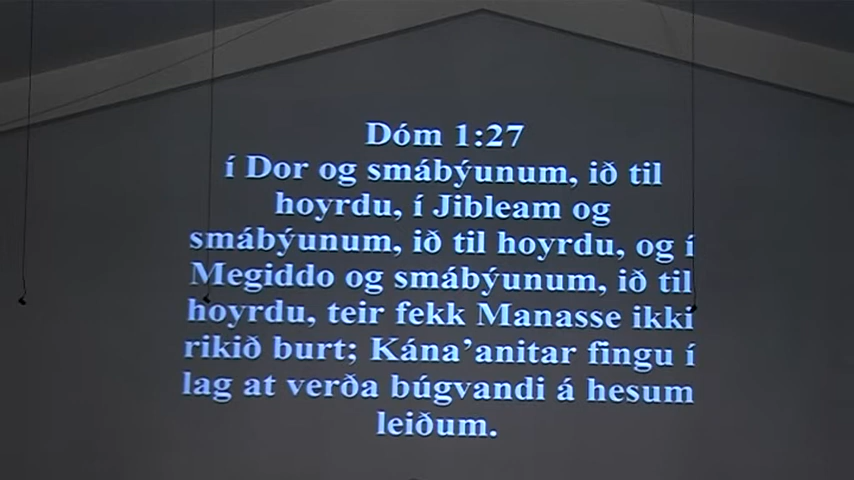 Dóm 1:27
í Dor og smábýunum, ið til
hoyrdu, í Jibleam og
smábýunum, ið til hoyrdu, og í
Megiddo og smábýunum, ið til
hoyrdu, teir fekk Manasse ikki
rikið burt; Kána’anitar fingu í
lag at verða búgvandi á hesum
leiðum.